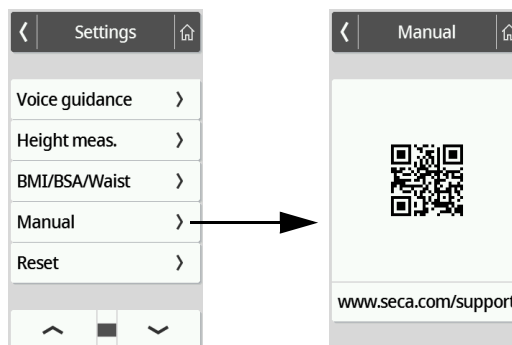 Settings
Voice guidance
Height meas.
BMI/BSA/Waist
Manual
Reset
Manual
www.seca.com/support